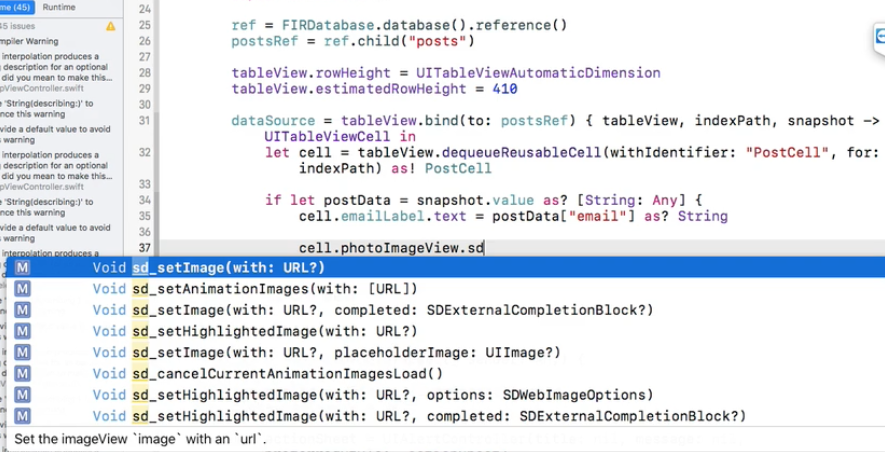 me (45) Runtime
45 issues
mpiler Warning
interpolation produces a
description for an optional
did you mean to make this...
pViewController.swift
'String(describing:)' to
nce this warning
vide a default value to avoid
warning
interpolation produces a
description for an optional
did you mean to make this...
pViewController.swift
'String(describing:)' to
nce this warning
vide a default value to avoid
warning
interpolation produces a
24
25 ref = FIRDatabase.database().reference()
26 postsRef = ref.child("posts")
27
28 tableView.rowHeight = UITableViewAutomaticDimension
29 tableView.estimatedRowHeight = 410
30
31 dataSource = tableView.bind(to: postsRef) { tableView, indexPath, snapshot ->
UITableViewCell in
32 let cell = tableView.dequeueReusableCell(withIdentifier: "PostCell", for:
indexPath) as! PostCell
33
34 if let postData = snapshot.value as? [String: Any] {
35 cell.emailLabel.text = postData["email"] as? String
36
37 cell.photoImageView.sd
M Void sd_setImage(with: URL?)
M Void sd_setAnimationImages(with: [URL])
M Void sd_setImage(with: URL?, completed: SDExternalCompletionBlock?)
M Void sd_setHighlightedImage(with: URL?)
M Void sd_setImage(with: URL?, placeholderImage: UIImage?)
M Void sd_cancelCurrentAnimationImagesLoad()
M Void sd_setHighlightedImage(with: URL?, options: SDWebImageOptions)
M Void sd_setHighlightedImage(with: URL?, completed: SDExternalCompletionBlock?)
Set the imageView `image` with an `url`.